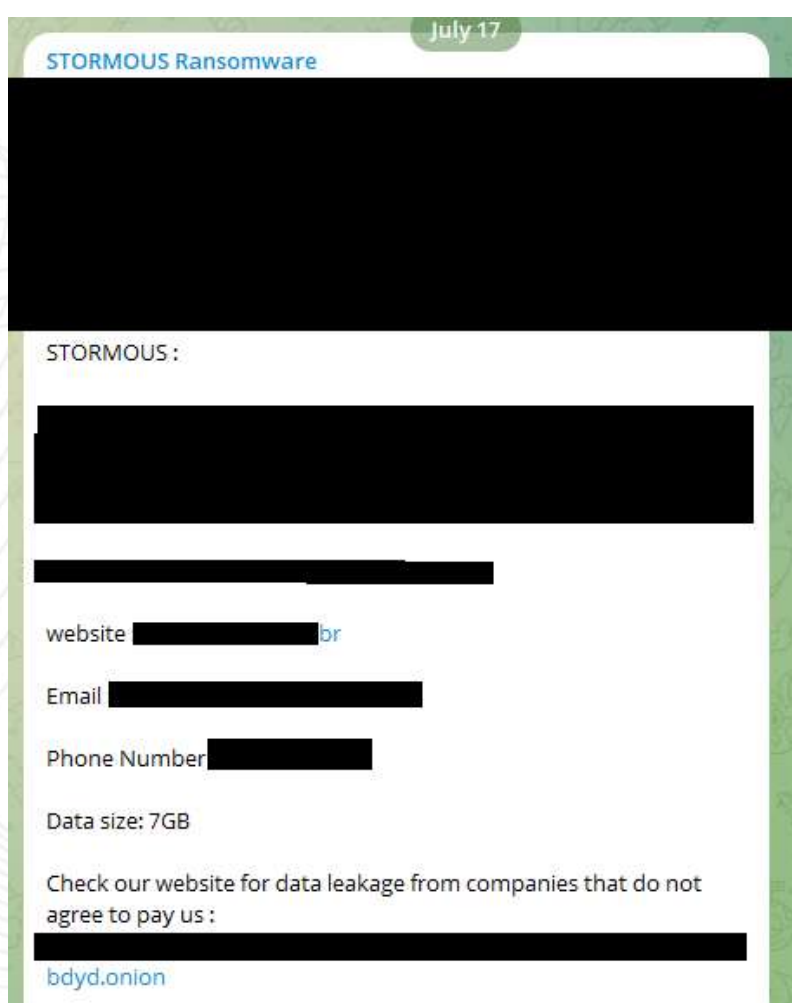 July 17
STORMOUS Ransomware
STORMOUS :
website br
Email
Phone Number
Data size: 7GB
Check our website for data leakage from companies that do not
agree to pay us :
bdyd.onion